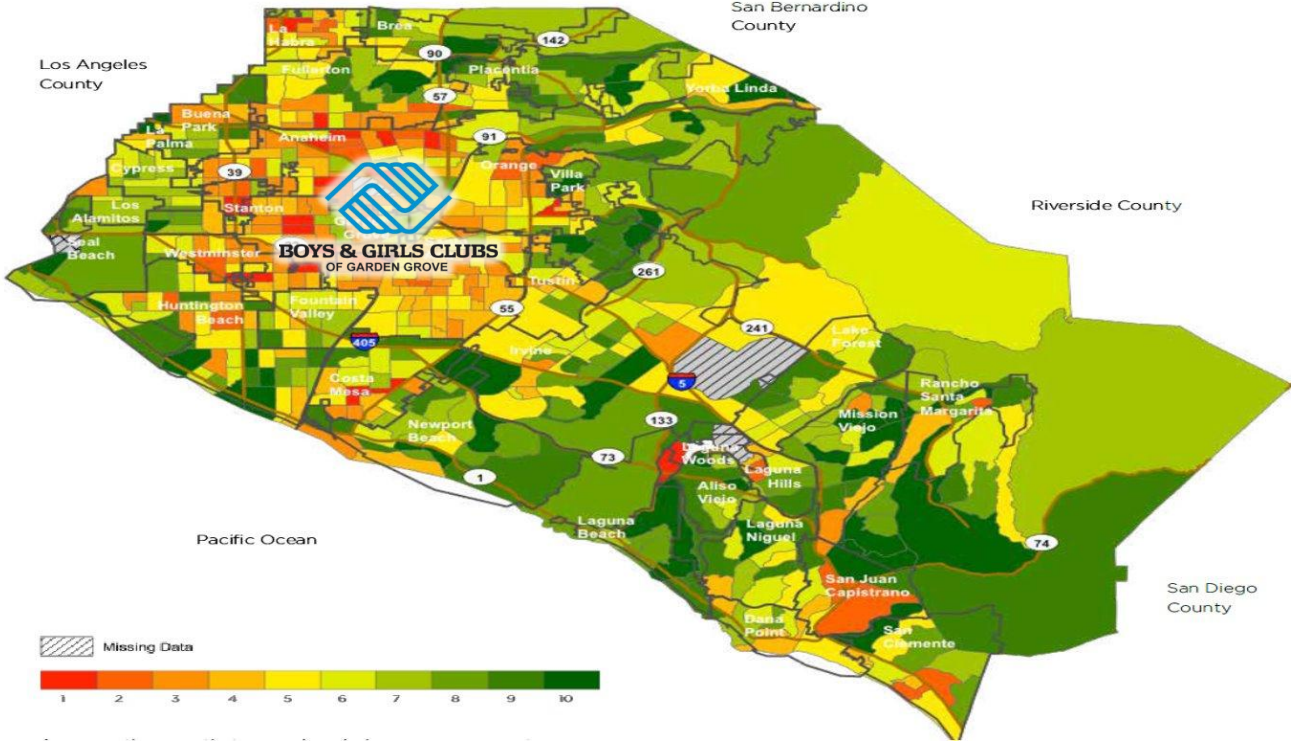 San Bernardino
County
Los Angeles
County
La
Habra
Brea
142
90
Fullerton
Placentia
57
Yorba Linda
Buena
Park
La
Palma
Anaheim
91
Cypress
39
Orange
Villa
Park
Los
Alamitos
Stanton
Riverside County
Seal
Beach
Westminster
BOYS & GIRLS CLUBS
OF GARDEN GROVE
261
Tustin
Huntington
Beach
Fountain
Valley
55
241
Lake
Forest
405
Irvine
Costa
Mesa
5
Rancho
Santa
Margarita
Mission
Viejo
133
Newport
Beach
73
Laguna
Woods
Laguna
Hills
1
Aliso
Viejo
Laguna
Beach
Laguna
Niguel
Pacific Ocean
74
San Juan
Capistrano
San Diego
County
Dana
Point
San
Clemente
Missing Data
1 2 3 4 5 6 7 8 9 10